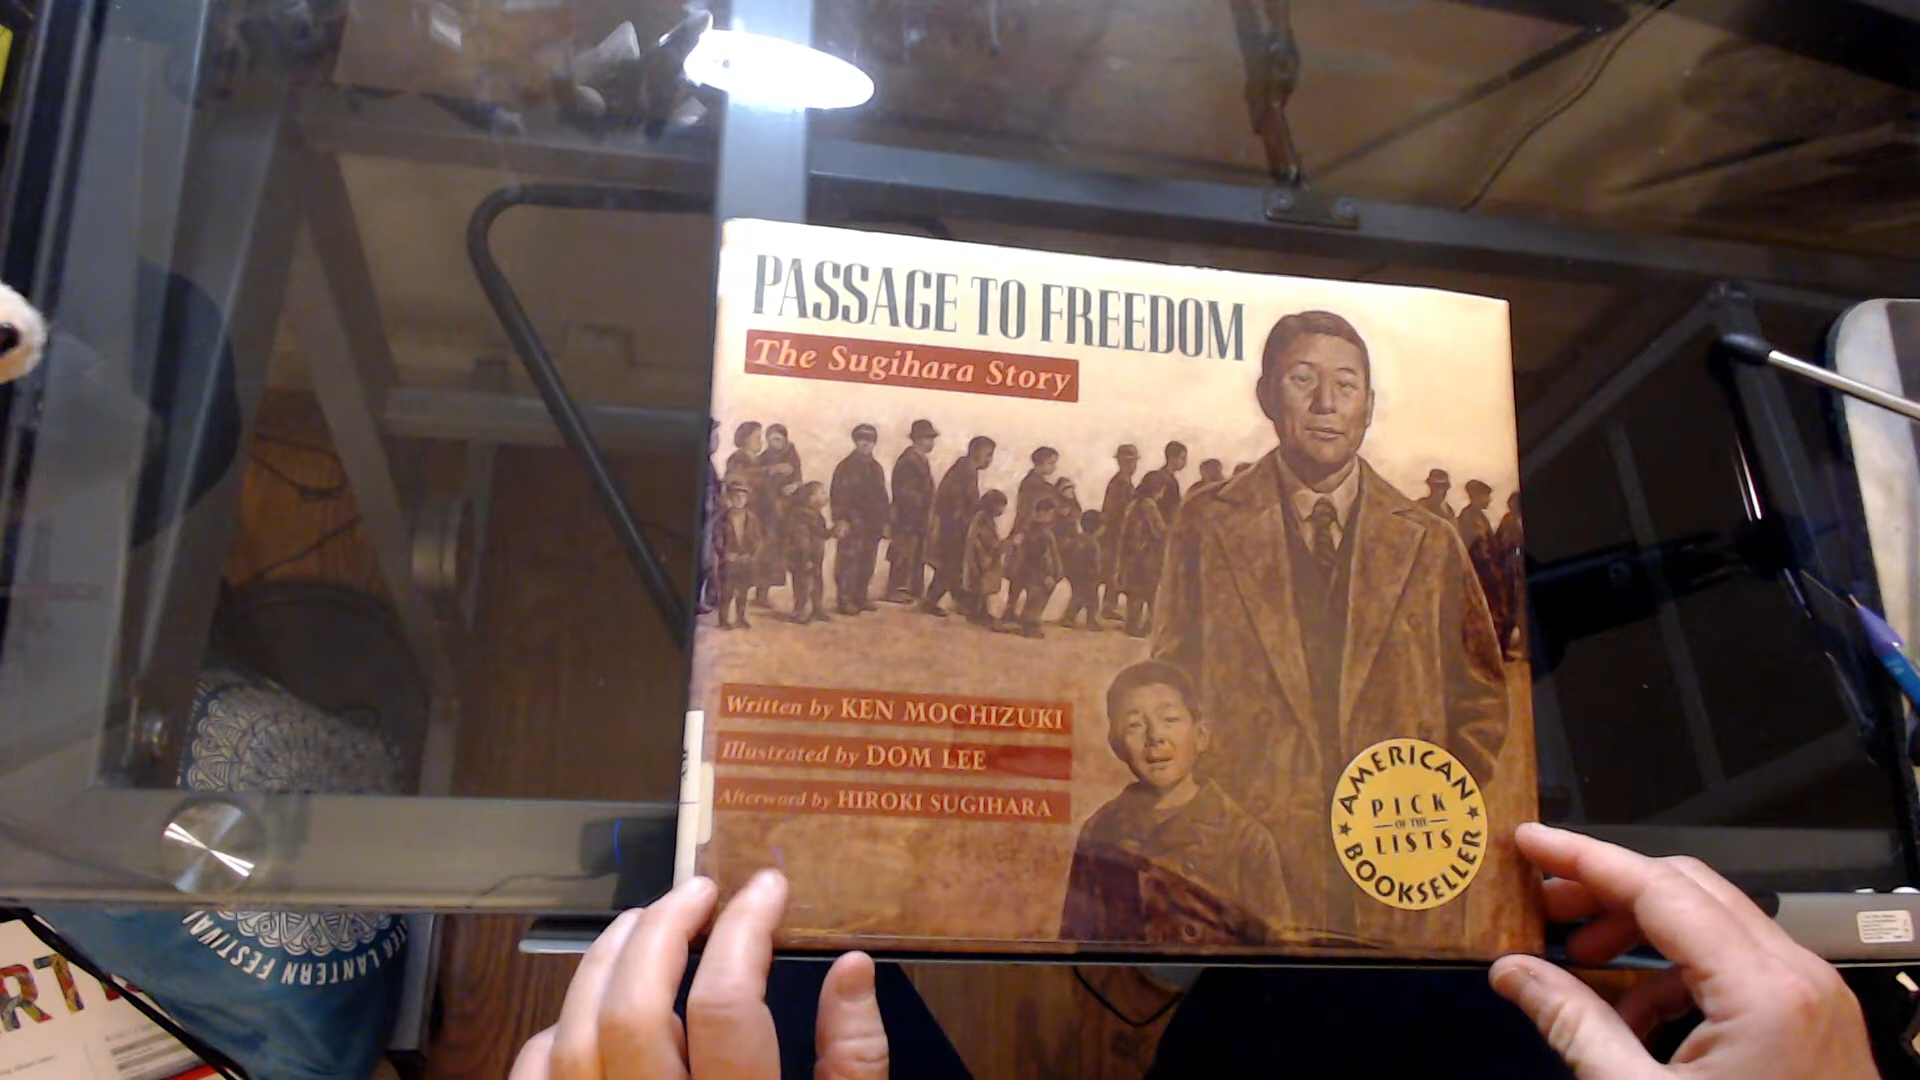 PASSAGE TO FREEDOM
The Sugihara Story
Written by KEN MOCHIZUKI
Illustrated by DOM LEE
Afterword by HIROKI SUGIHARA
AMERICAN
PICK
OF THE
LISTS
BOOKSELLER
LANTERN FESTIVAL